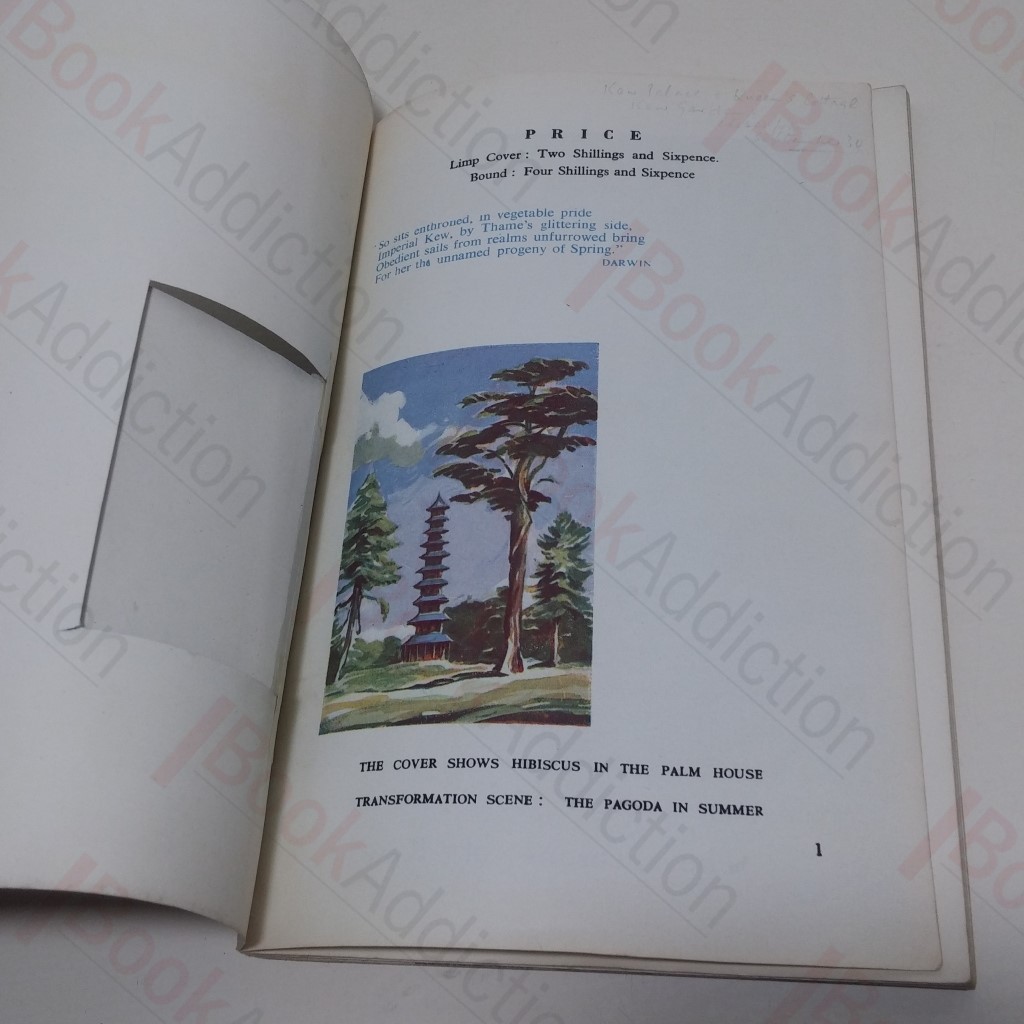 P R I C E
Limp Cover : Two Shillings and Sixpence.
Bound : Four Shillings and Sixpence
"So sits enthroned, in vegetable pride
Imperial Kew, by Thame's glittering side,
Obedient sails from realms unfurrowed bring
For her the unnamed progeny of Spring."
DARWIN
THE COVER SHOWS HIBISCUS IN THE PALM HOUSE
TRANSFORMATION SCENE : THE PAGODA IN SUMMER
1
BookAddiction